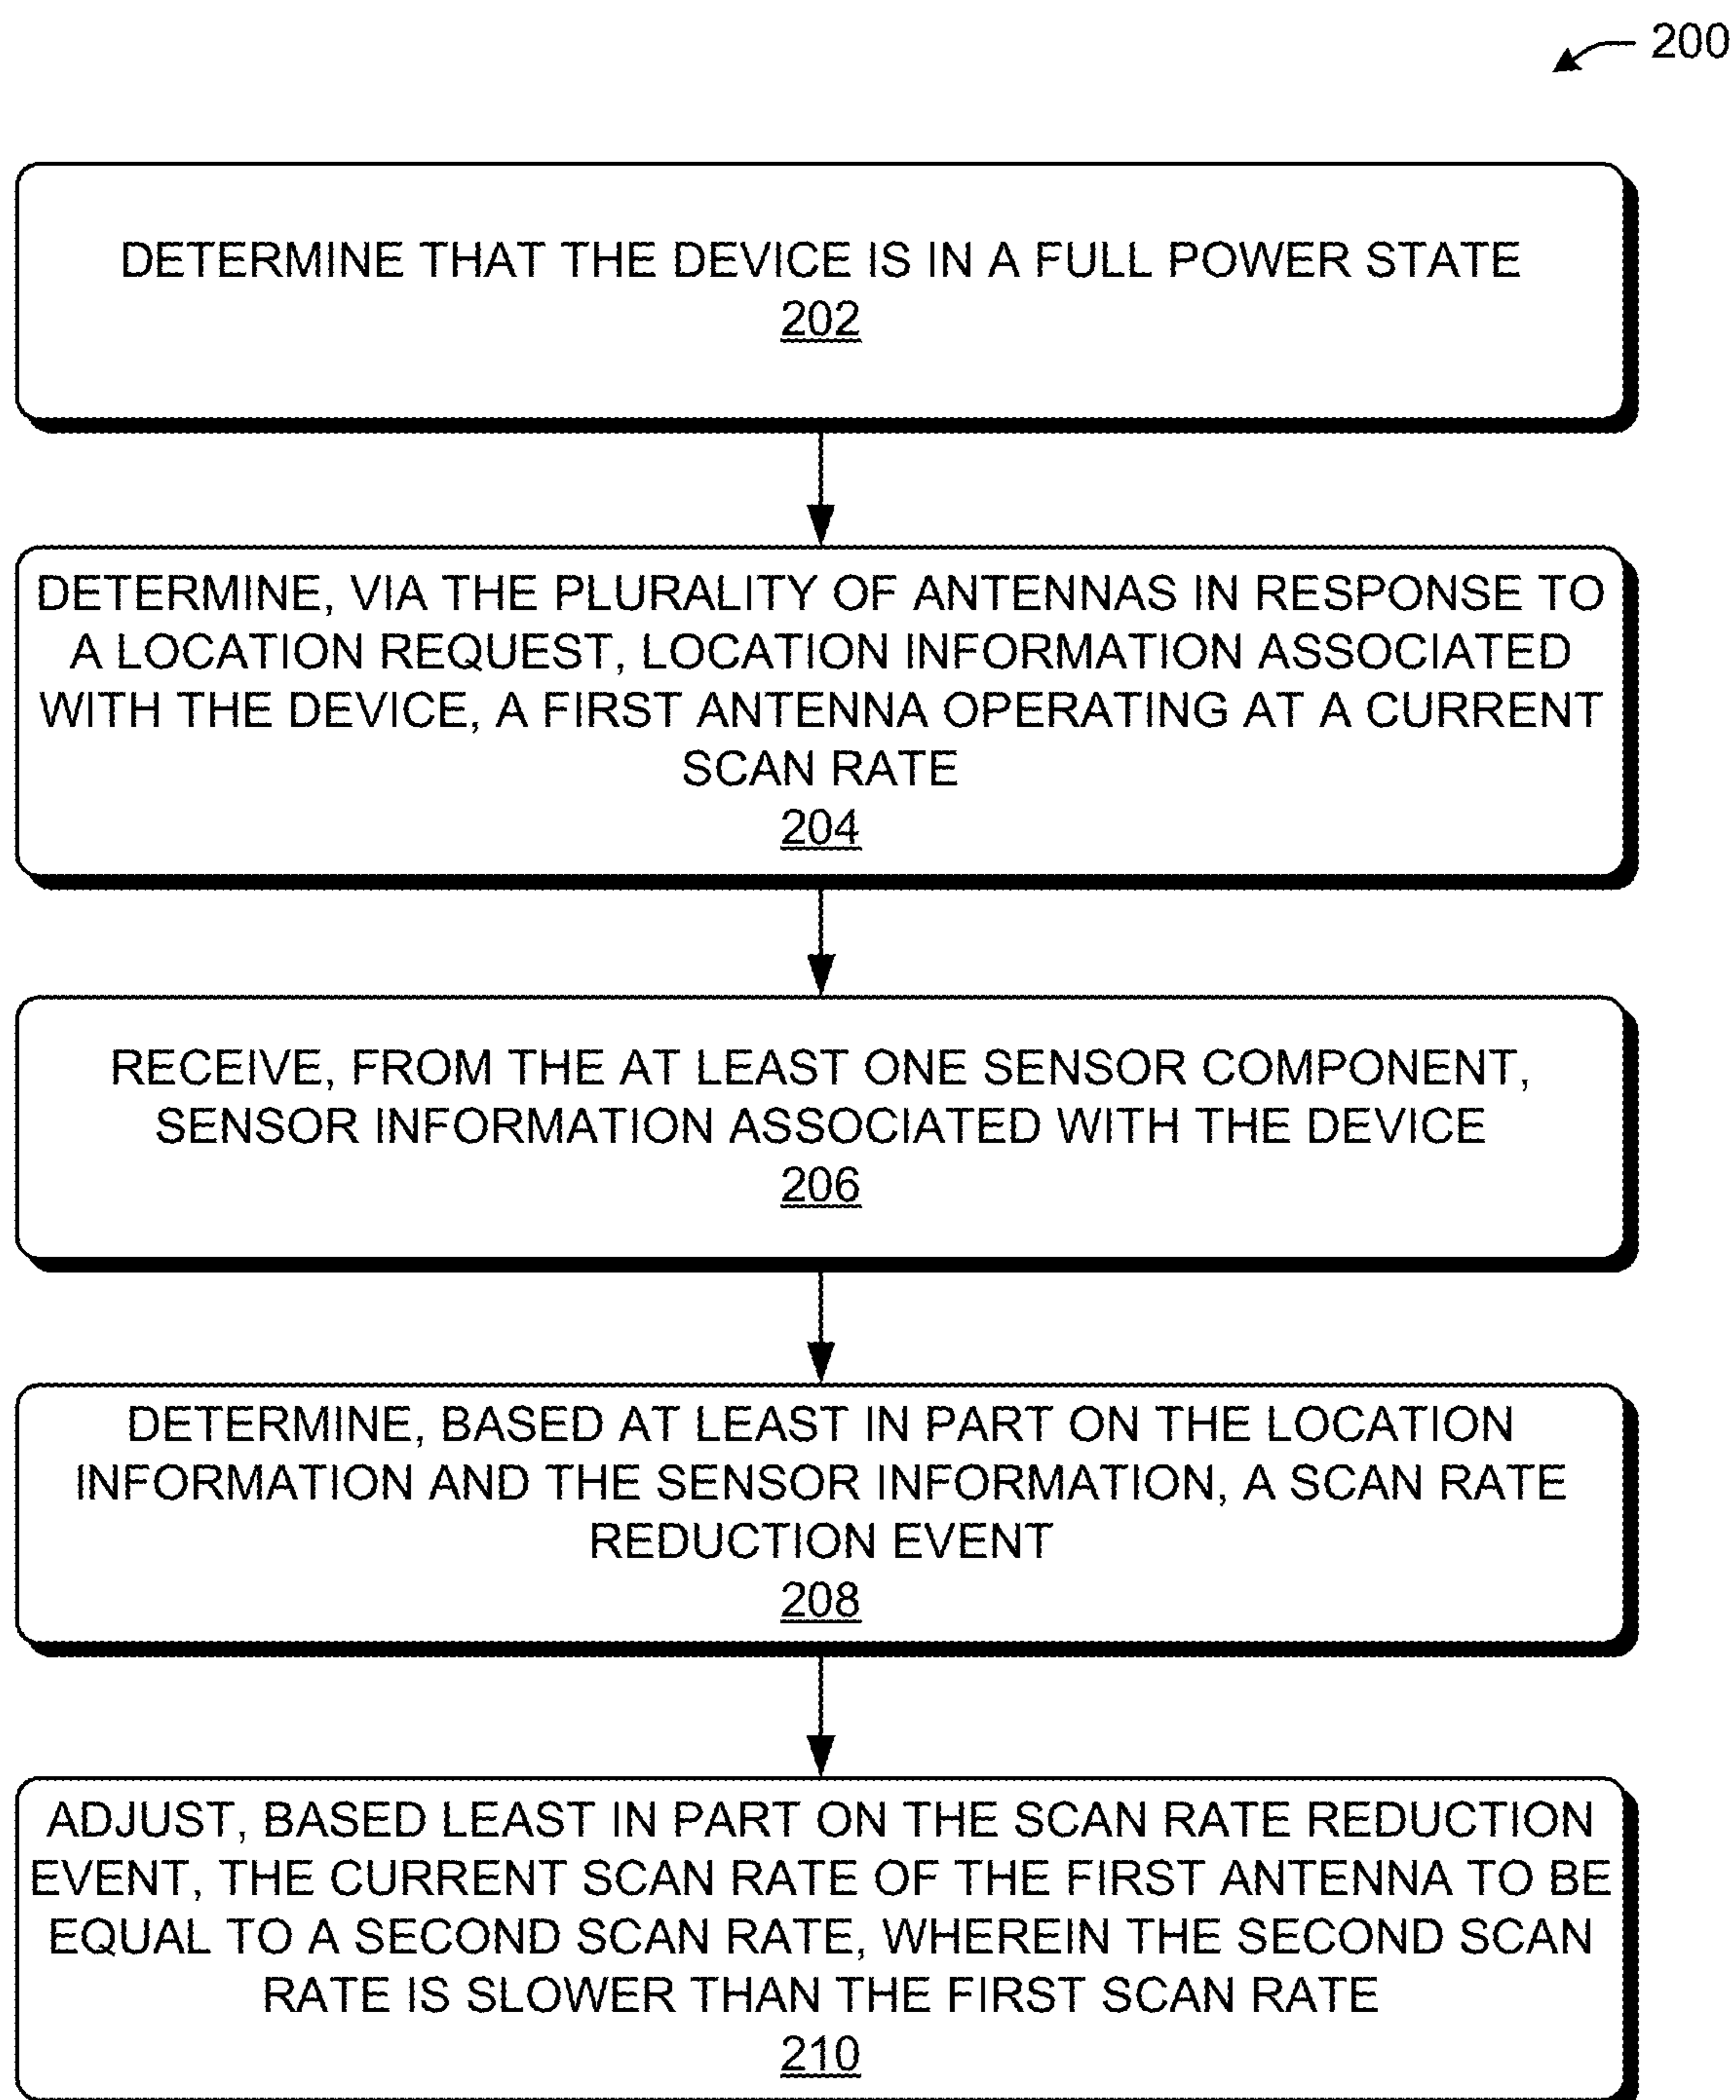 200
DETERMINE THAT THE DEVICE IS IN A FULL POWER STATE
202
DETERMINE, VIA THE PLURALITY OF ANTENNAS IN RESPONSE TO
A LOCATION REQUEST, LOCATION INFORMATION ASSOCIATED
WITH THE DEVICE, A FIRST ANTENNA OPERATING AT A CURRENT
SCAN RATE
204
RECEIVE, FROM THE AT LEAST ONE SENSOR COMPONENT,
SENSOR INFORMATION ASSOCIATED WITH THE DEVICE
206
DETERMINE, BASED AT LEAST IN PART ON THE LOCATION
INFORMATION AND THE SENSOR INFORMATION, A SCAN RATE
REDUCTION EVENT
208
ADJUST, BASED LEAST IN PART ON THE SCAN RATE REDUCTION
EVENT, THE CURRENT SCAN RATE OF THE FIRST ANTENNA TO BE
EQUAL TO A SECOND SCAN RATE, WHEREIN THE SECOND SCAN
RATE IS SLOWER THAN THE FIRST SCAN RATE
210